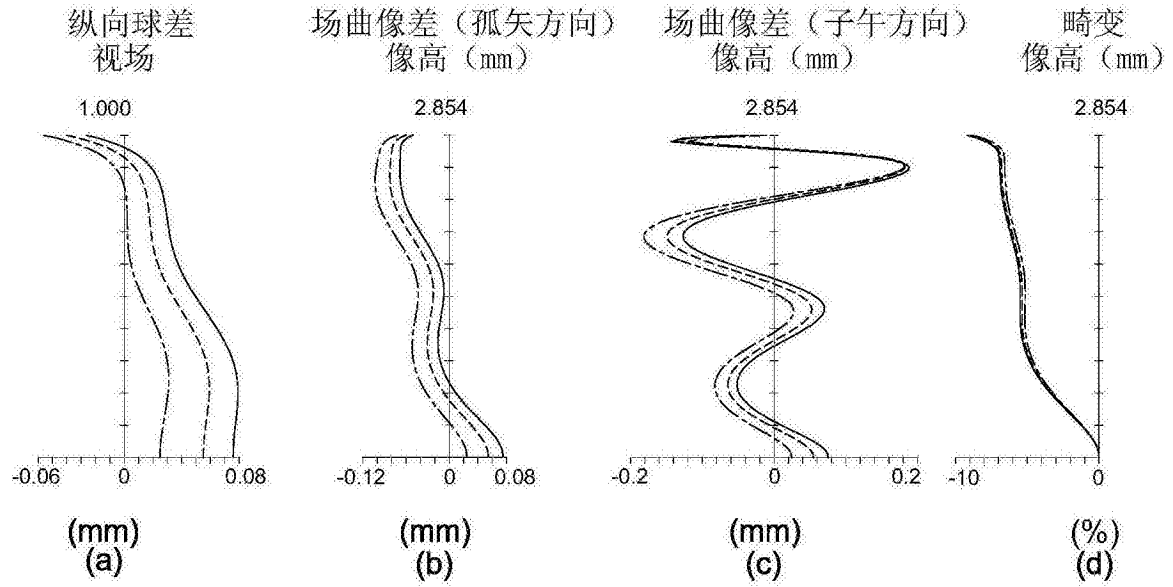 纵向球差
视场
1.000
-0.06 0 0.08
(mm)
(a)
场曲像差（孤矢方向）
像高（mm）
2.854
-0.12 0 0.08
(mm)
(b)
场曲像差（子午方向）
像高（mm）
2.854
-0.2 0 0.2
(mm)
(c)
畸变
像高（mm）
2.854
-10 0
(%)
(d)